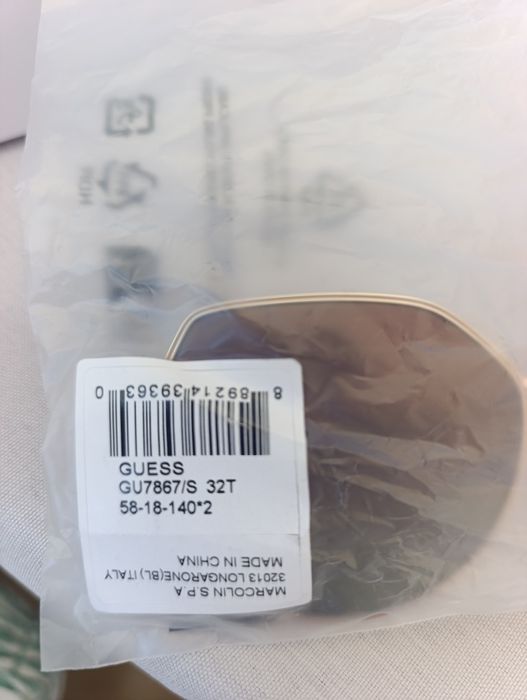 8 89214 39363 0
GUESS
GU7867/S 32T
58-18-140*2
MARCOLIN S.P.A
32013 LONGARONE(BL) ITALY
MADE IN CHINA